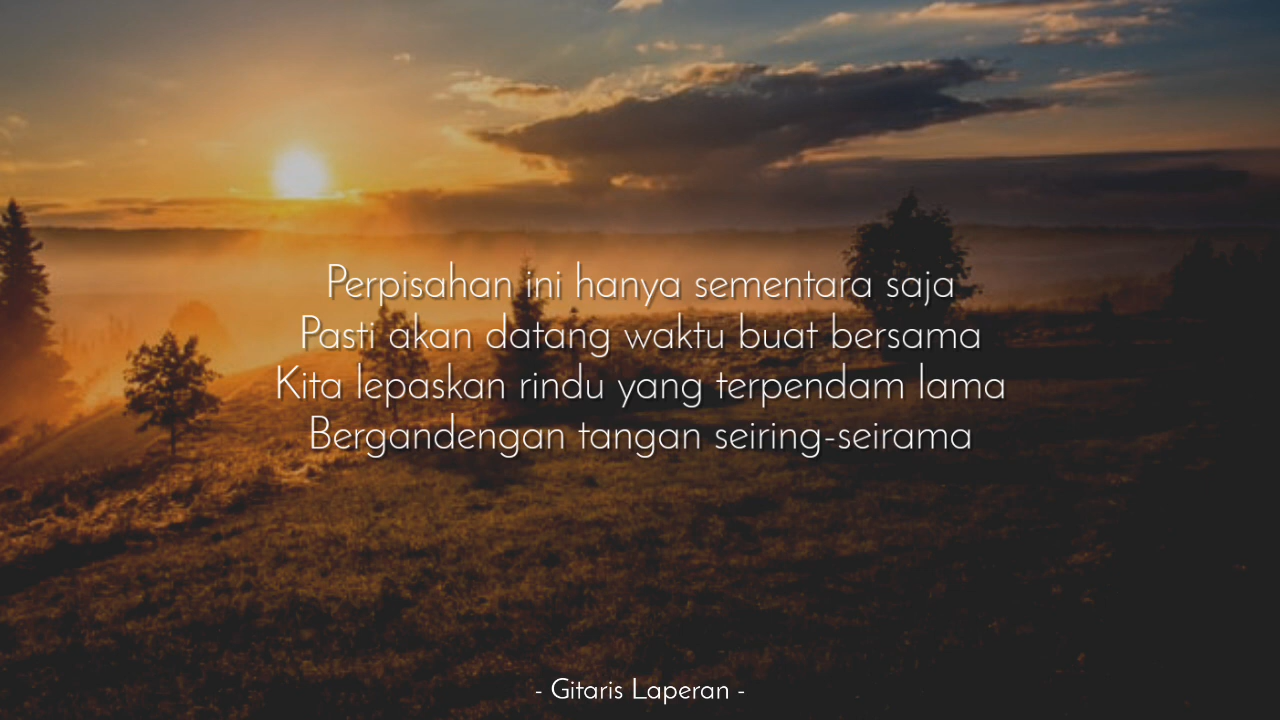 Perpisahan ini hanya sementara saja
Pasti akan datang waktu buat bersama
Kita lepaskan rindu yang terpendam lama
Bergandengan tangan seiring-seirama
- Gitaris Laperan -